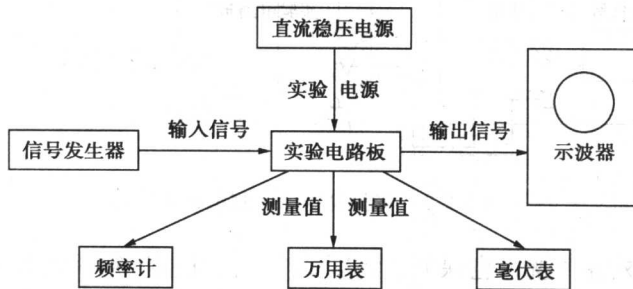 直流稳压电源
实验 电源
输入信号
输出信号
信号发生器
实验电路板
示波器
测量值 测量值
频率计
万用表
毫伏表